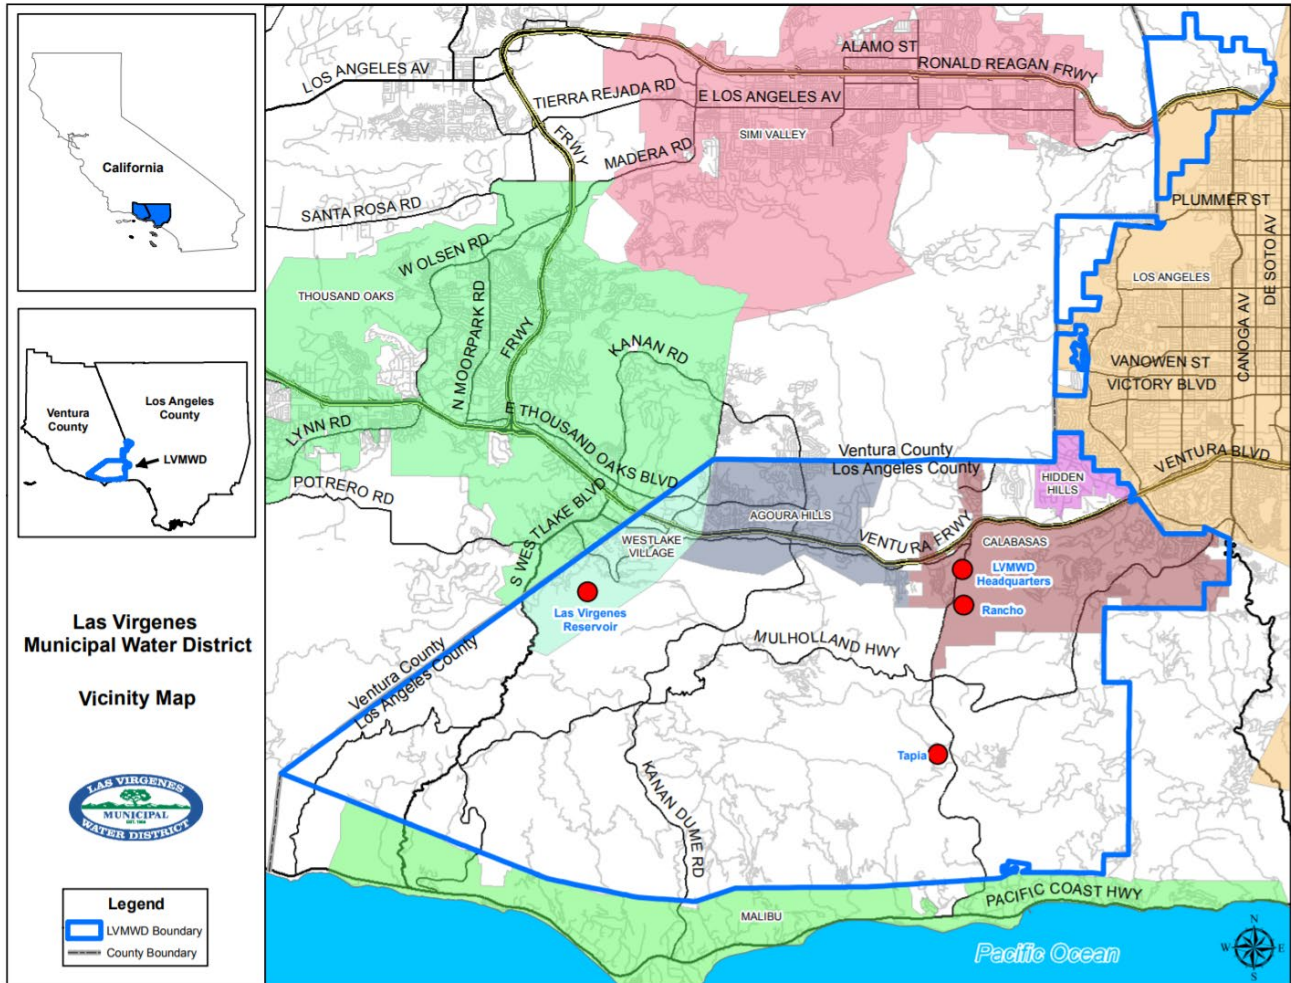 California
Ventura
County
Los Angeles
County
LVMWD
Las Virgenes
Municipal Water District
Vicinity Map
LAS VIRGENES
MUNICIPAL
WATER DISTRICT
Legend
LVMWD Boundary
County Boundary
ALAMO ST
RONALD REAGAN FRWY
LOS ANGELES AV
TIERRA REJADA RD
E LOS ANGELES AV
SIMI VALLEY
FRWY
MADERA RD
PLUMMER ST
SANTA ROSA RD
W OLSEN RD
DE SOTO AV
LOS ANGELES
THOUSAND OAKS
N MOORPARK RD
FRWY
KANAN RD
CANOGA AV
VANOWEN ST
VICTORY BLVD
LYNN RD
E THOUSAND OAKS BLVD
Ventura County
Los Angeles County
VENTURA BLVD
POTRERO RD
HIDDEN
HILLS
S WESTLAKE BLVD
AGOURA HILLS
WESTLAKE
VILLAGE
VENTURA FRWY
CALABASAS
LVMWD
Headquarters
Las Virgenes
Reservoir
Rancho
MULHOLLAND HWY
Ventura County
Los Angeles County
Tapia
KANAN DUME RD
PACIFIC COAST HWY
MALIBU
Pacific Ocean
N
W
E
S